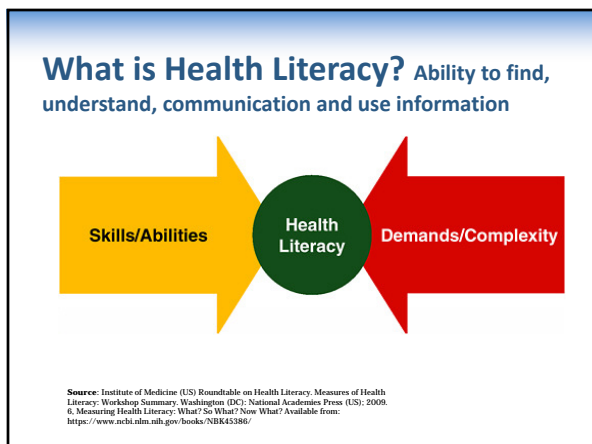 What is Health Literacy? Ability to find,
understand, communication and use information
Skills/Abilities
Health
Literacy
Demands/Complexity
Source: Institute of Medicine (US) Roundtable on Health Literacy. Measures of Health
Literacy: Workshop Summary. Washington (DC): National Academies Press (US); 2009.
6, Measuring Health Literacy: What? So What? Now What? Available from:
https://www.ncbi.nlm.nih.gov/books/NBK45386/